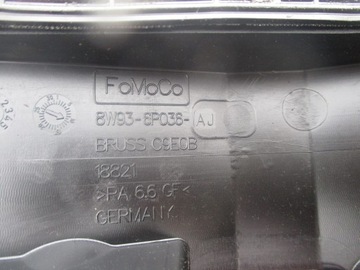 FoMoCo
8W93-6P036-AJ
BRUSS C9E0B
18821
>PA 6.6 GF<
GERMANY